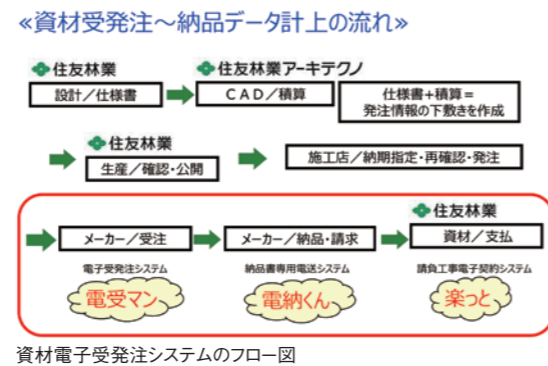 ≪資材受発注～納品データ計上の流れ≫
住友林業
設計／仕様書
住友林業アーキテクノ
CAD／積算
仕様書＋積算＝
発注情報の下敷きを作成
住友林業
生産／確認・公開
施工店／納期指定・再確認・発注
メーカー／受注
電子受発注システム
電受マン
メーカー／納品・請求
納品書専用電送システム
電納くん
住友林業
資材／支払
請負工事電子契約システム
楽っと
資材電子受発注システムのフロー図